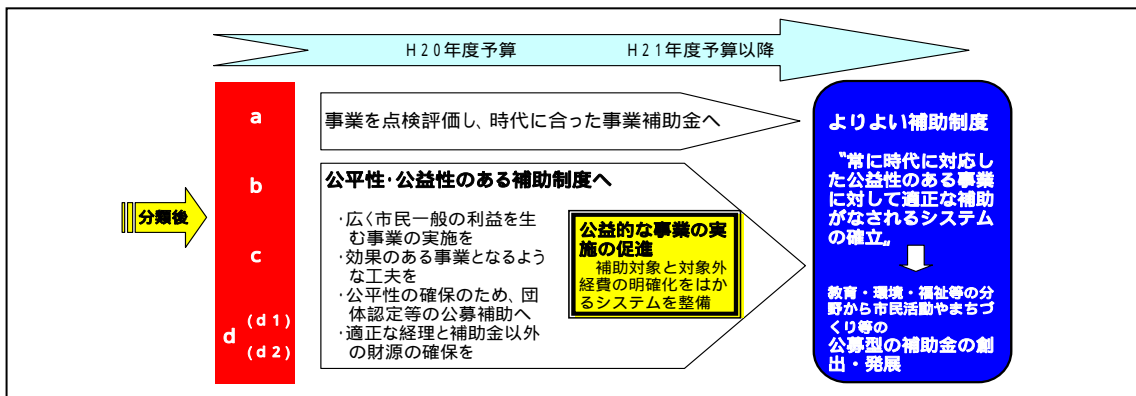 H20年度予算
H21年度予算以降
分類後
a
b
c
d
(d1)
(d2)
事業を点検評価し、時代に合った事業補助金へ
公平性・公益性のある補助制度へ
・広く市民一般の利益を生
む事業の実施を
・効果のある事業となるよう
な工夫を
・公平性の確保のため、団
体認定等の公募補助へ
・適正な経理と補助金以外
の財源の確保を
公益的な事業の実
施の促進
補助対象と対象外
経費の明確化をはか
るシステムを整備
よりよい補助制度
〝常に時代に対応し
た公益性のある事業
に対して適正な補助
がなされるシステム
の確立〟
教育・環境・福祉等の分
野から市民活動やまちづ
くり等の
公募型の補助金の創
出・発展